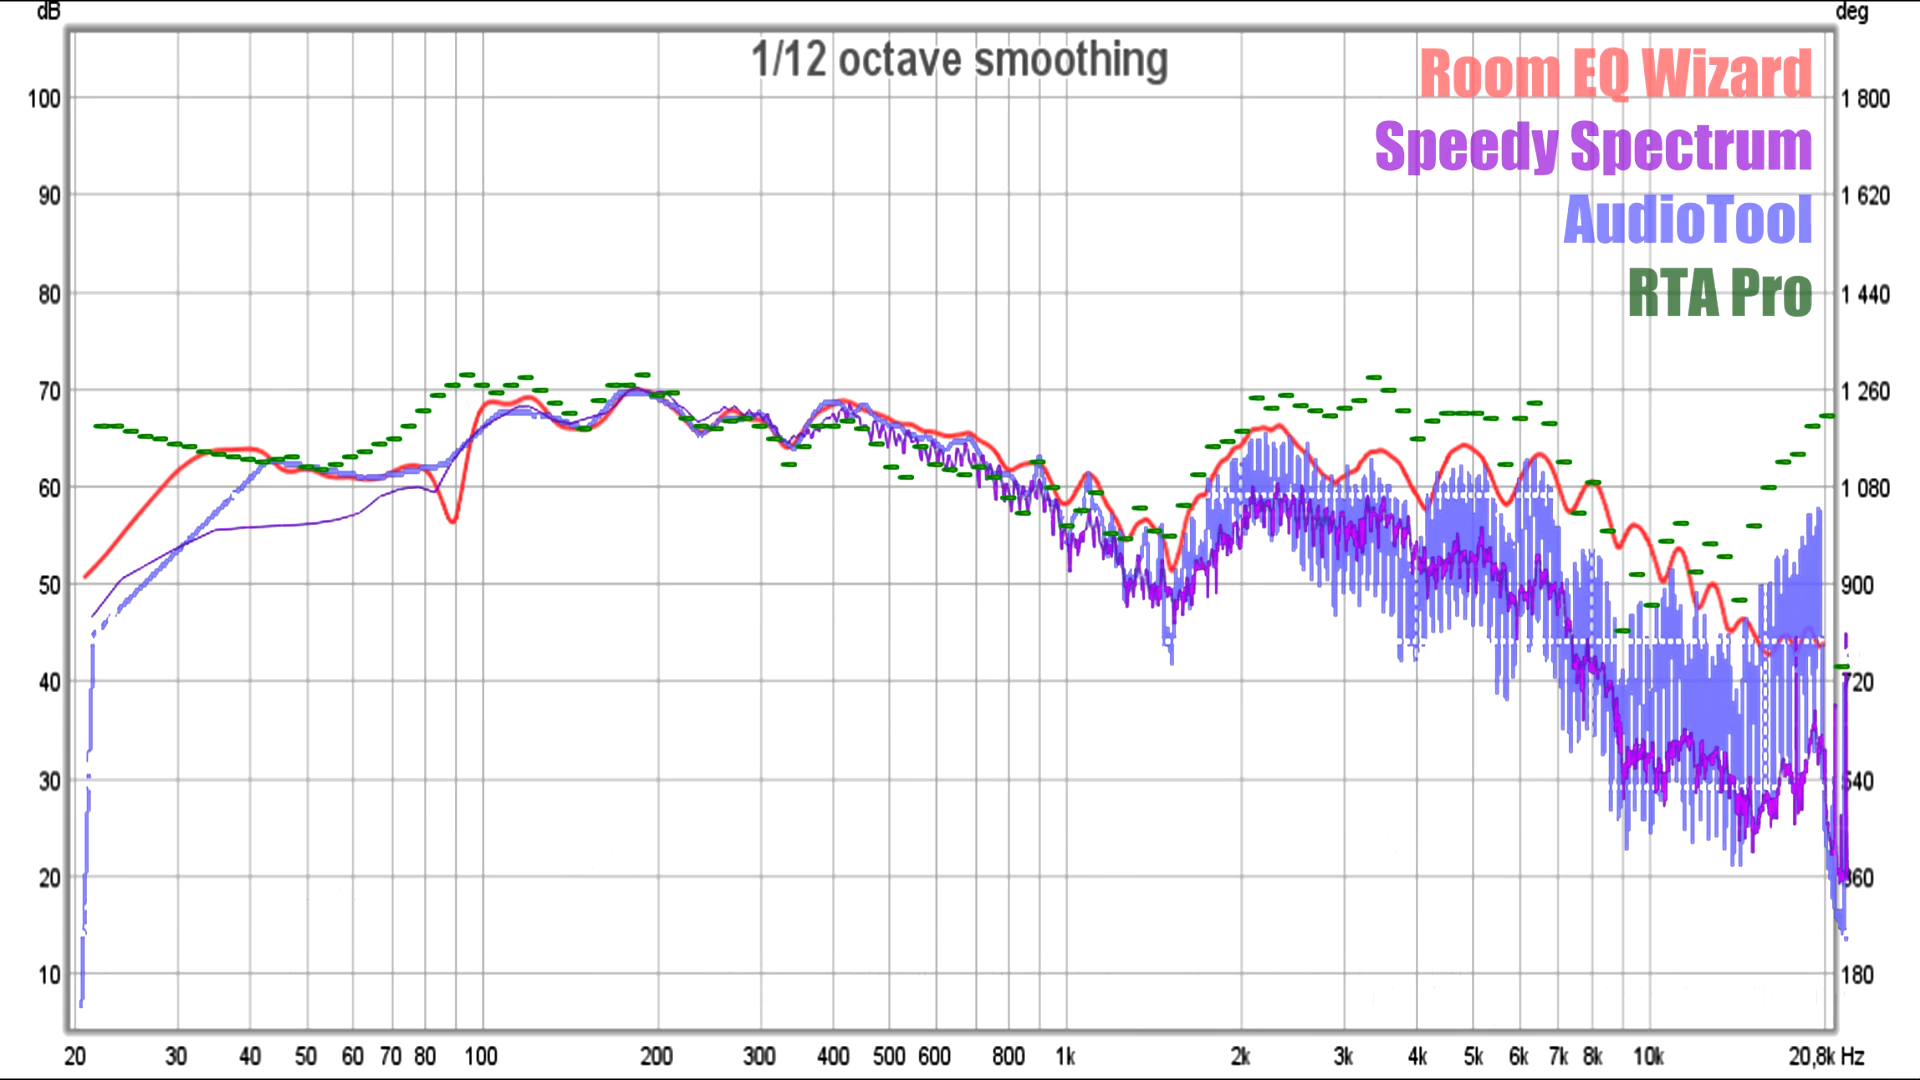 dB
deg
1/12 octave smoothing
Room EQ Wizard
Speedy Spectrum
AudioTool
RTA Pro
100
1 800
90
1 620
80
1 440
70
1 260
60
1 080
50
900
40
720
30
540
20
360
10
180
20 30 40 50 60 70 80 100 200 300 400 500 600 800 1k 2k 3k 4k 5k 6k 7k 8k 10k 20,8k Hz